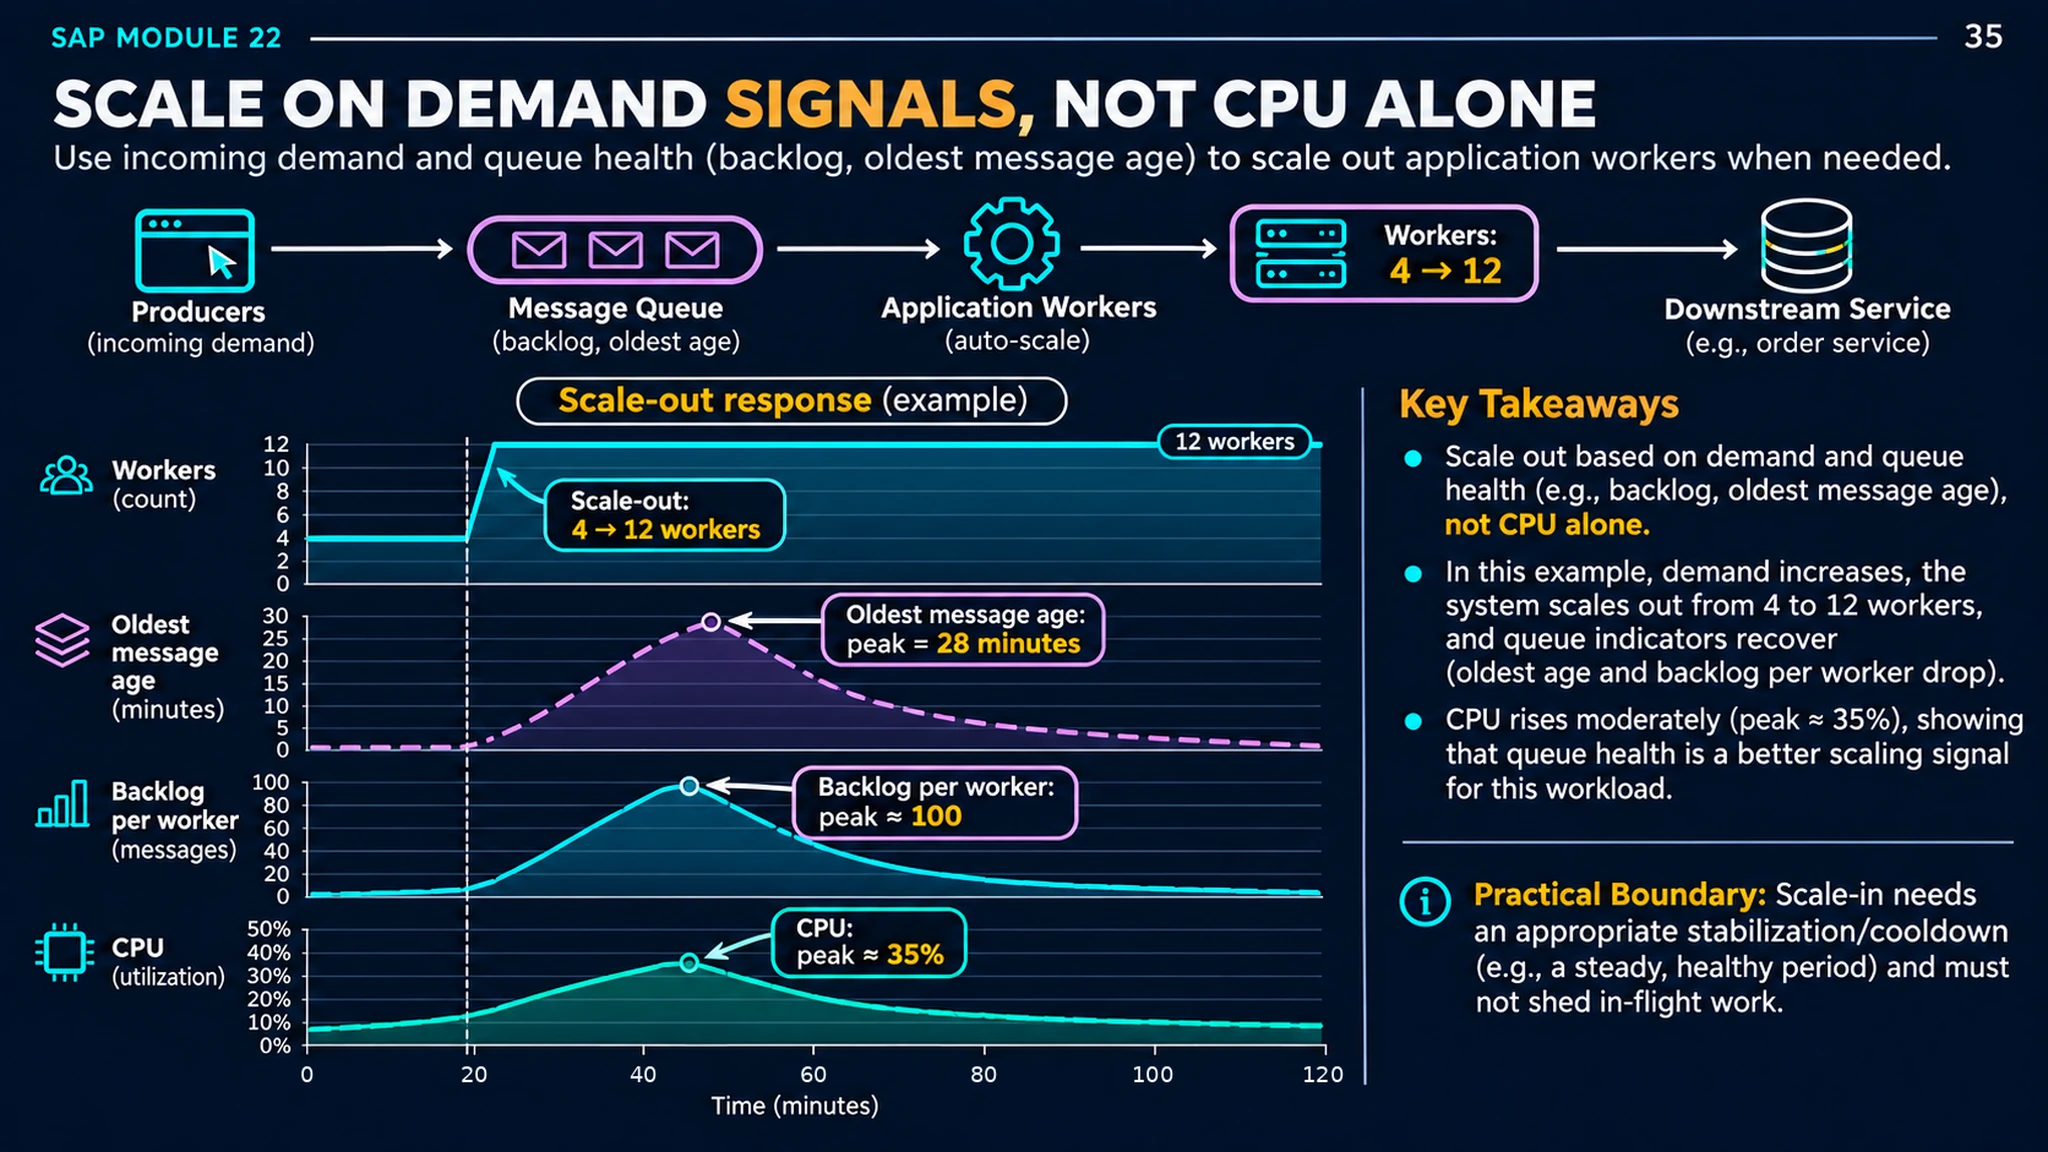 SAP MODULE 22
35
SCALE ON DEMAND SIGNALS, NOT CPU ALONE
Use incoming demand and queue health (backlog, oldest message age) to scale out application workers when needed.
Producers
(incoming demand)
Message Queue
(backlog, oldest age)
Application Workers
(auto-scale)
Workers:
4 → 12
Downstream Service
(e.g., order service)
Scale-out response (example)
Workers
(count)
12
10
8
6
4
2
0
12 workers
Scale-out:
4 → 12 workers
Oldest
message
age
(minutes)
30
25
20
15
10
5
0
Oldest message age:
peak = 28 minutes
Backlog
per worker
(messages)
100
80
60
40
20
0
Backlog per worker:
peak ≈ 100
CPU
(utilization)
50%
40%
30%
20%
10%
0%
CPU:
peak ≈ 35%
0
20
40
60
80
100
120
Time (minutes)
Key Takeaways
Scale out based on demand and queue
health (e.g., backlog, oldest message age),
not CPU alone.
In this example, demand increases, the
system scales out from 4 to 12 workers,
and queue indicators recover
(oldest age and backlog per worker drop).
CPU rises moderately (peak ≈ 35%), showing
that queue health is a better scaling signal
for this workload.
Practical Boundary: Scale-in needs
an appropriate stabilization/cooldown
(e.g., a steady, healthy period) and must
not shed in-flight work.